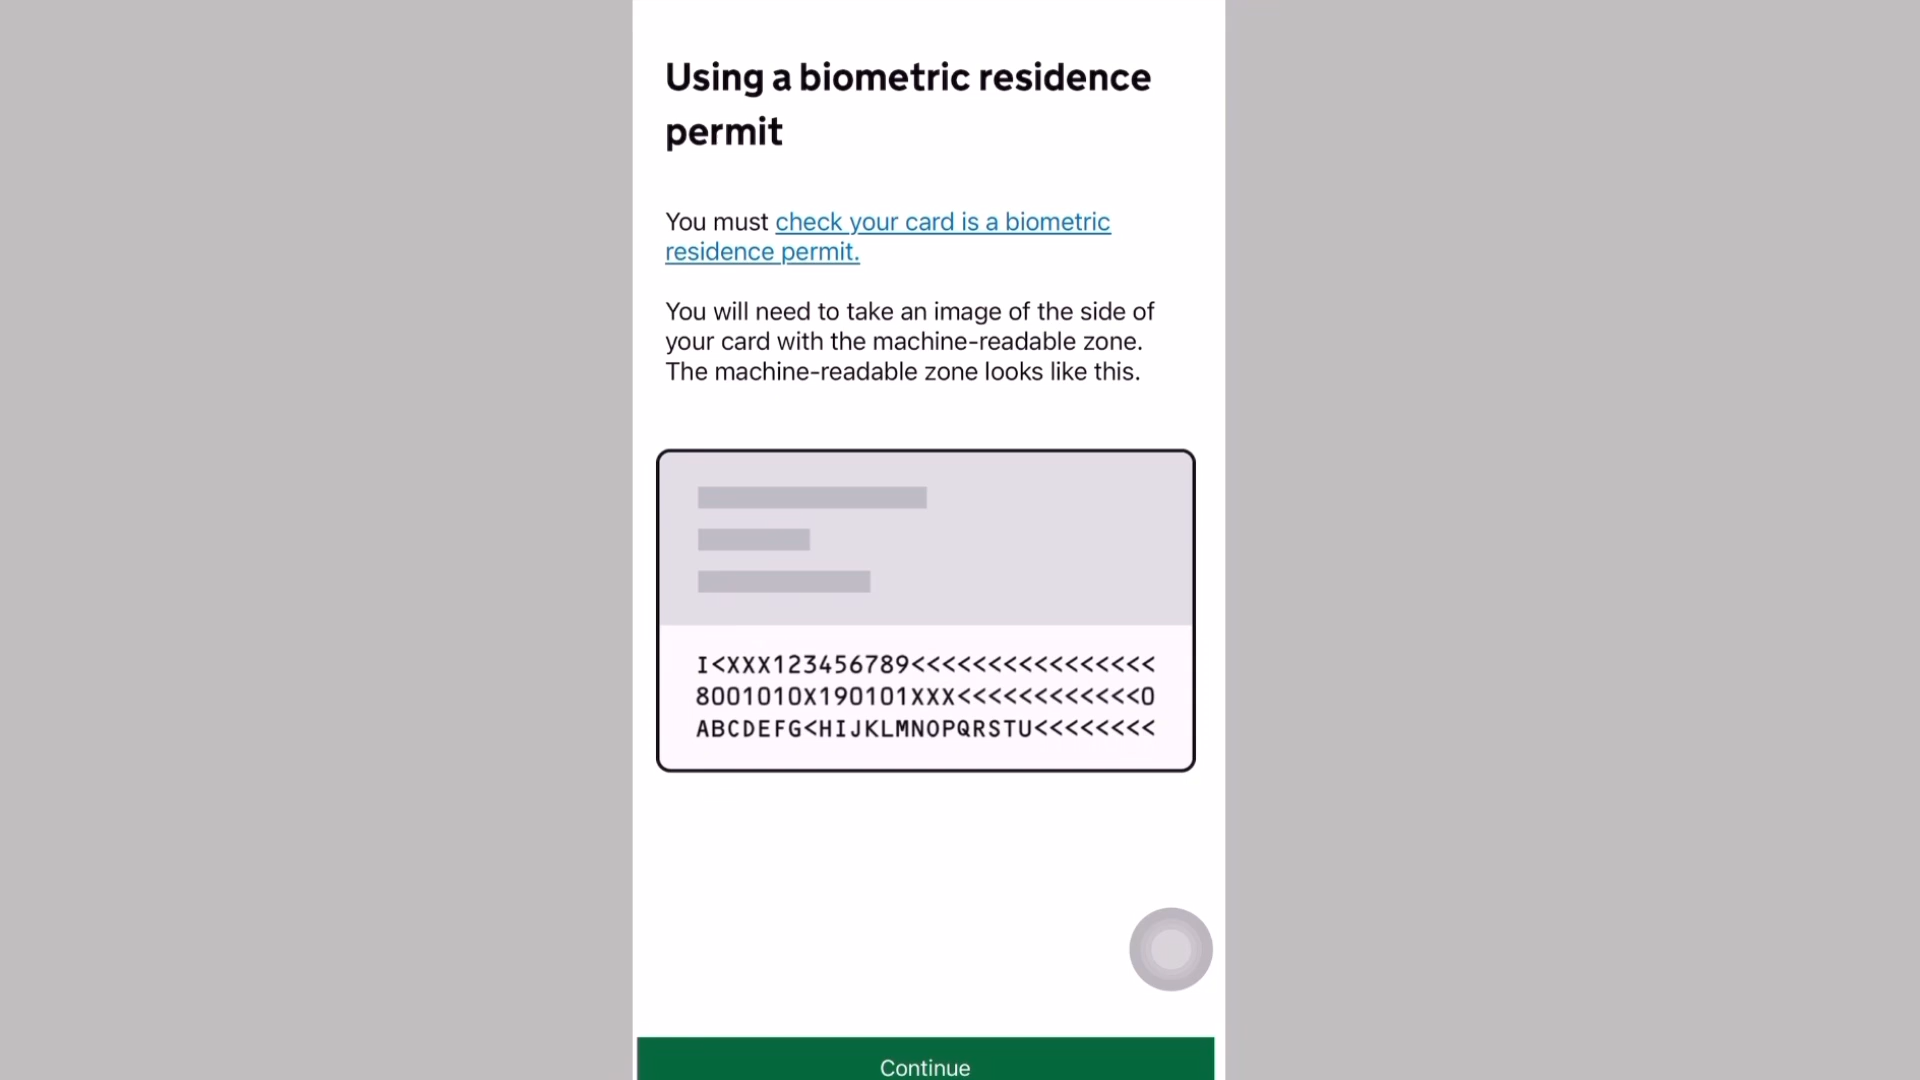 Using a biometric residence
permit
You must check your card is a biometric
residence permit.
You will need to take an image of the side of
your card with the machine-readable zone.
The machine-readable zone looks like this.
I<XXX123456789<<<<<<<<<<<<<<<<
8001010X190101XXX<<<<<<<<<<<<0
ABCDEFG<HIJKLMNOPQRSTU<<<<<<<<
Continue